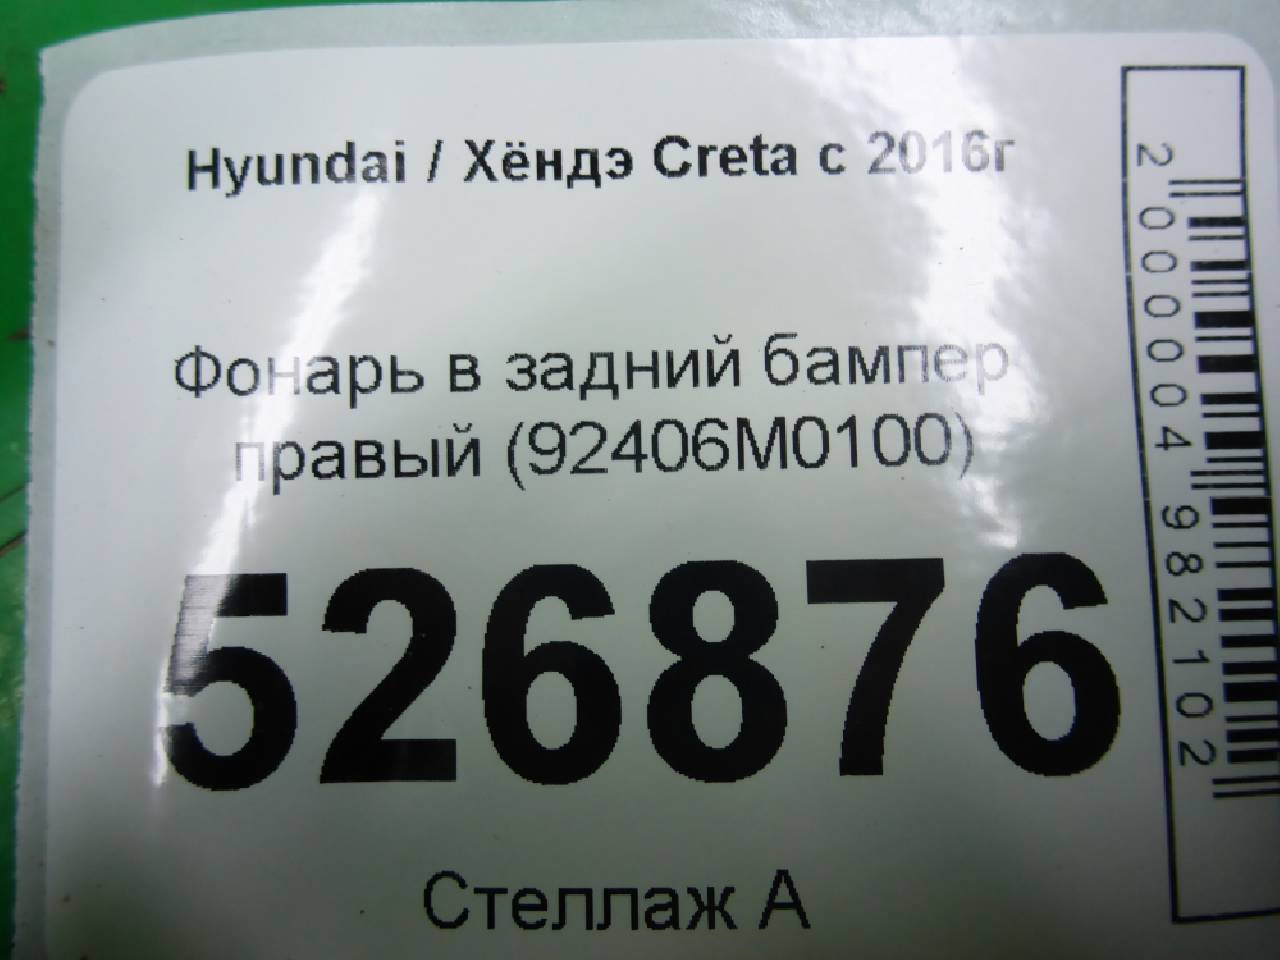 Hyundai / Хёндэ Creta с 2016г
Фонарь в задний бампер
правый (92406M0100)
526876
Стеллаж А
2000004982102